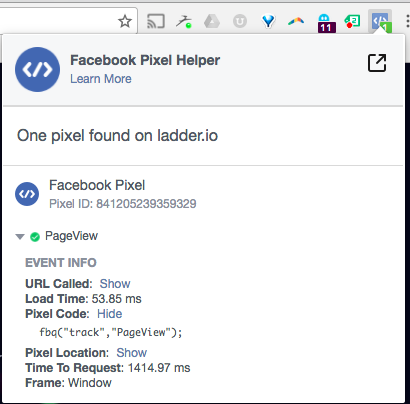 11
1
Facebook Pixel Helper
Learn More
One pixel found on ladder.io
Facebook Pixel
Pixel ID: 841205239359329
PageView
EVENT INFO
URL Called: Show
Load Time: 53.85 ms
Pixel Code: Hide
fbq("track","PageView");
Pixel Location: Show
Time To Request: 1414.97 ms
Frame: Window